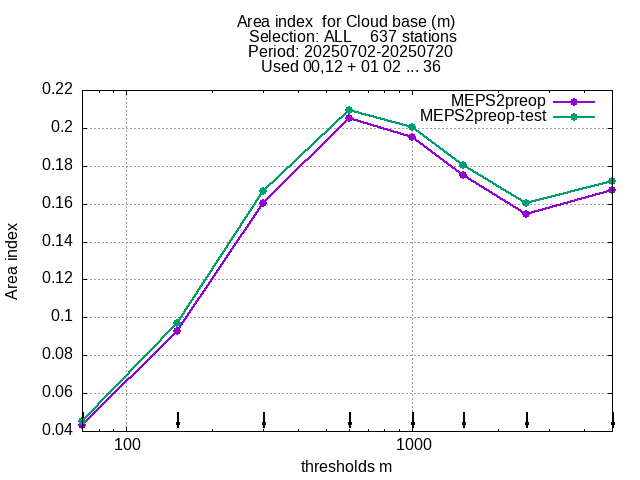 Area index  for Cloud base (m)
Selection: ALL    637 stations
Period: 20250702-20250720
Used 00,12 + 01 02 ... 36
MEPS2preop
MEPS2preop-test
0.22
0.2
0.18
0.16
0.14
0.12
0.1
0.08
0.06
0.04
Area index
100
1000
thresholds m